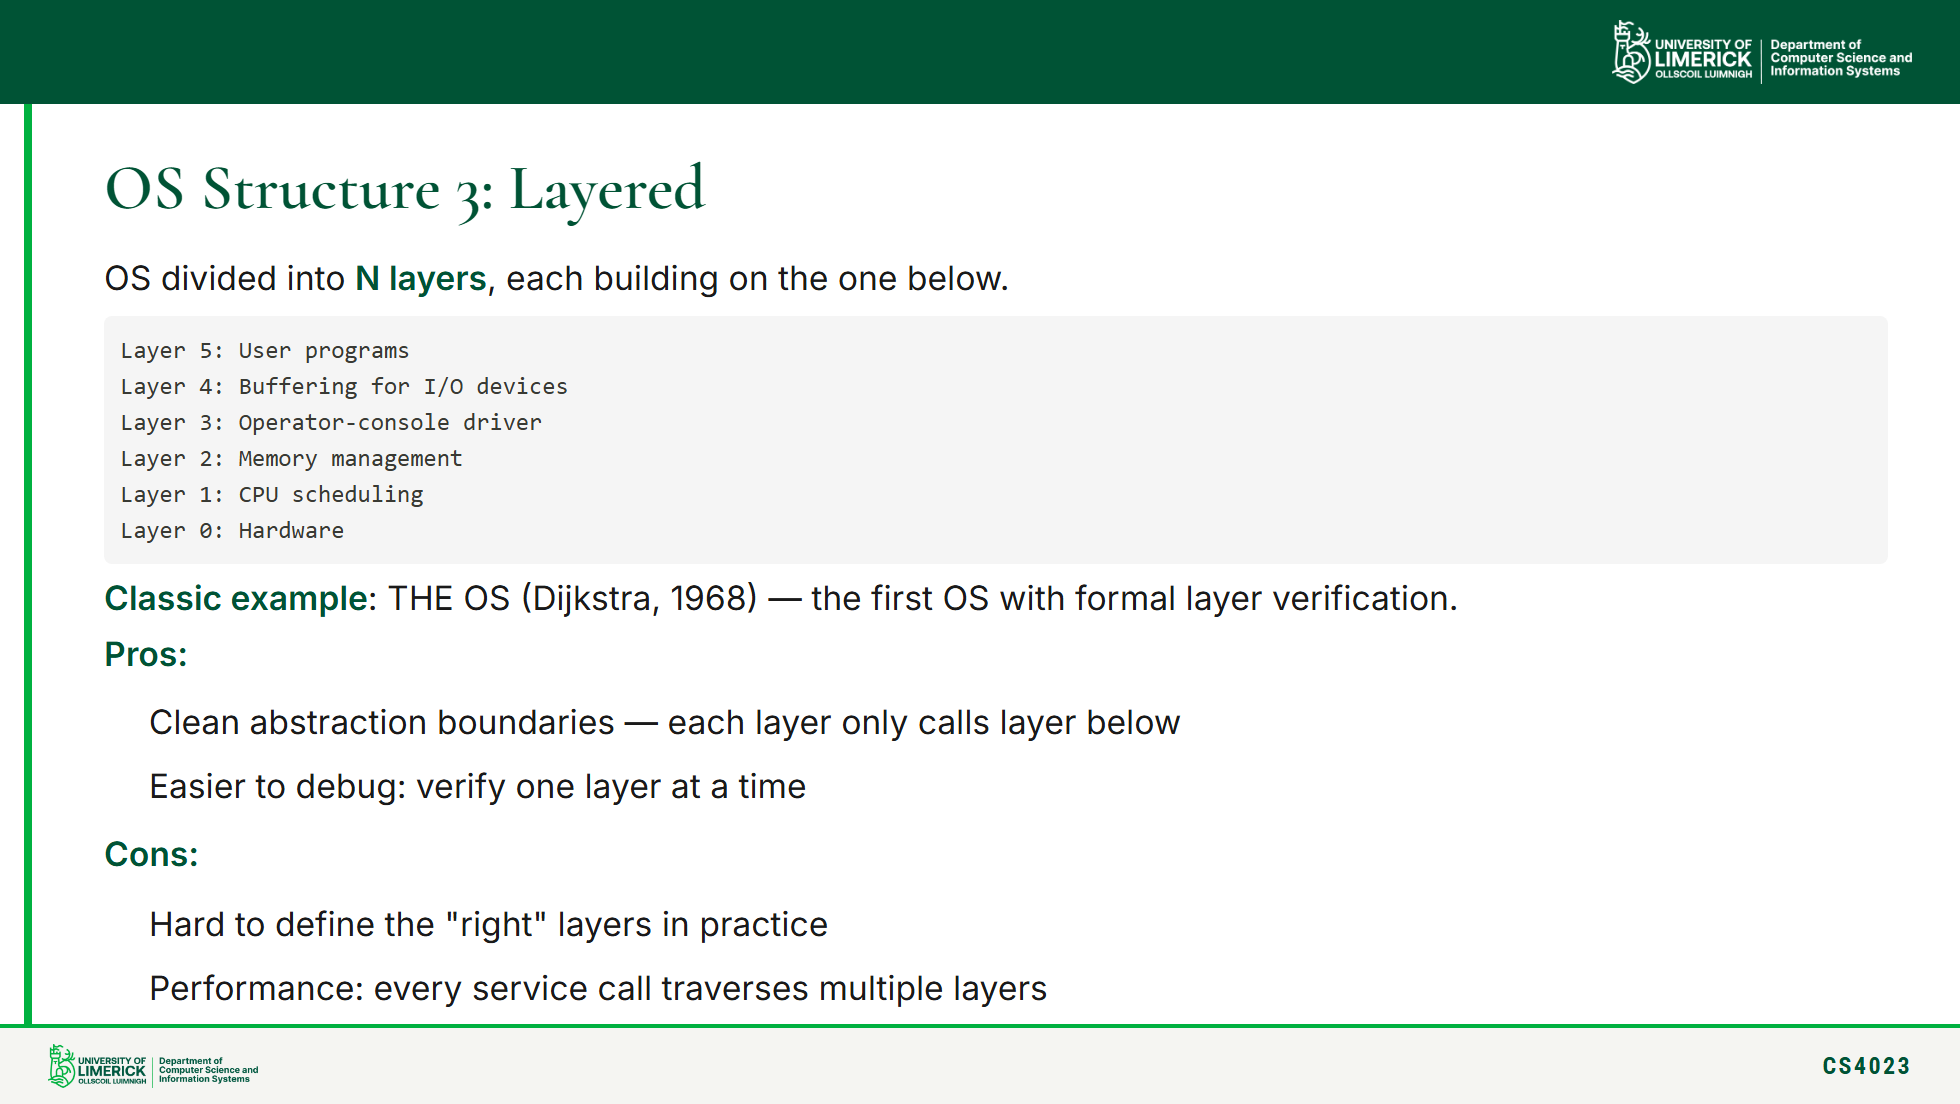 UNIVERSITY OF
LIMERICK
OLLSCOIL LUIMNIGH
Department of
Computer Science and
Information Systems
OS Structure 3: Layered
OS divided into N layers, each building on the one below.
Layer 5: User programs
Layer 4: Buffering for I/O devices
Layer 3: Operator-console driver
Layer 2: Memory management
Layer 1: CPU scheduling
Layer 0: Hardware
Classic example: THE OS (Dijkstra, 1968) — the first OS with formal layer verification.
Pros:
Clean abstraction boundaries — each layer only calls layer below
Easier to debug: verify one layer at a time
Cons:
Hard to define the "right" layers in practice
Performance: every service call traverses multiple layers
UNIVERSITY OF
LIMERICK
OLLSCOIL LUIMNIGH
Department of
Computer Science and
Information Systems
CS4023